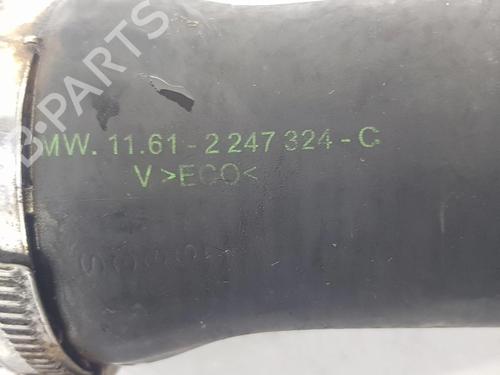 B-PARTS
MW. 11.61 - 2 247 324 - C
V >ECO<